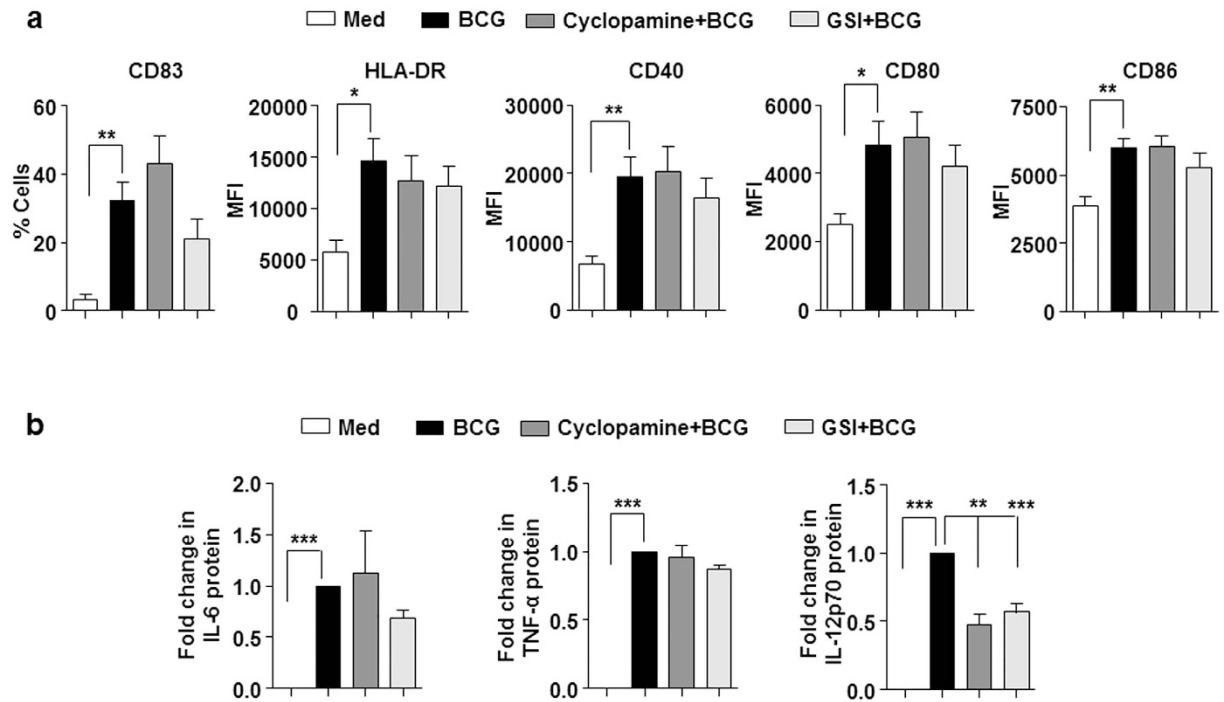 a
Med BCG Cyclopamine+BCG GSI+BCG
CD83 HLA-DR CD40 CD80 CD86
% Cells
60
40
20
0
**
MFI
20000
15000
10000
5000
0
*
MFI
30000
20000
10000
0
**
MFI
6000
4000
2000
0
*
MFI
7500
5000
2500
0
**
b
Med BCG Cyclopamine+BCG GSI+BCG
Fold change in
IL-6 protein
2.0
1.5
1.0
0.5
0.0
***
Fold change in
TNF-α protein
1.5
1.0
0.5
0.0
***
Fold change in
IL-12p70 protein
1.5
1.0
0.5
0.0
*** ** ***